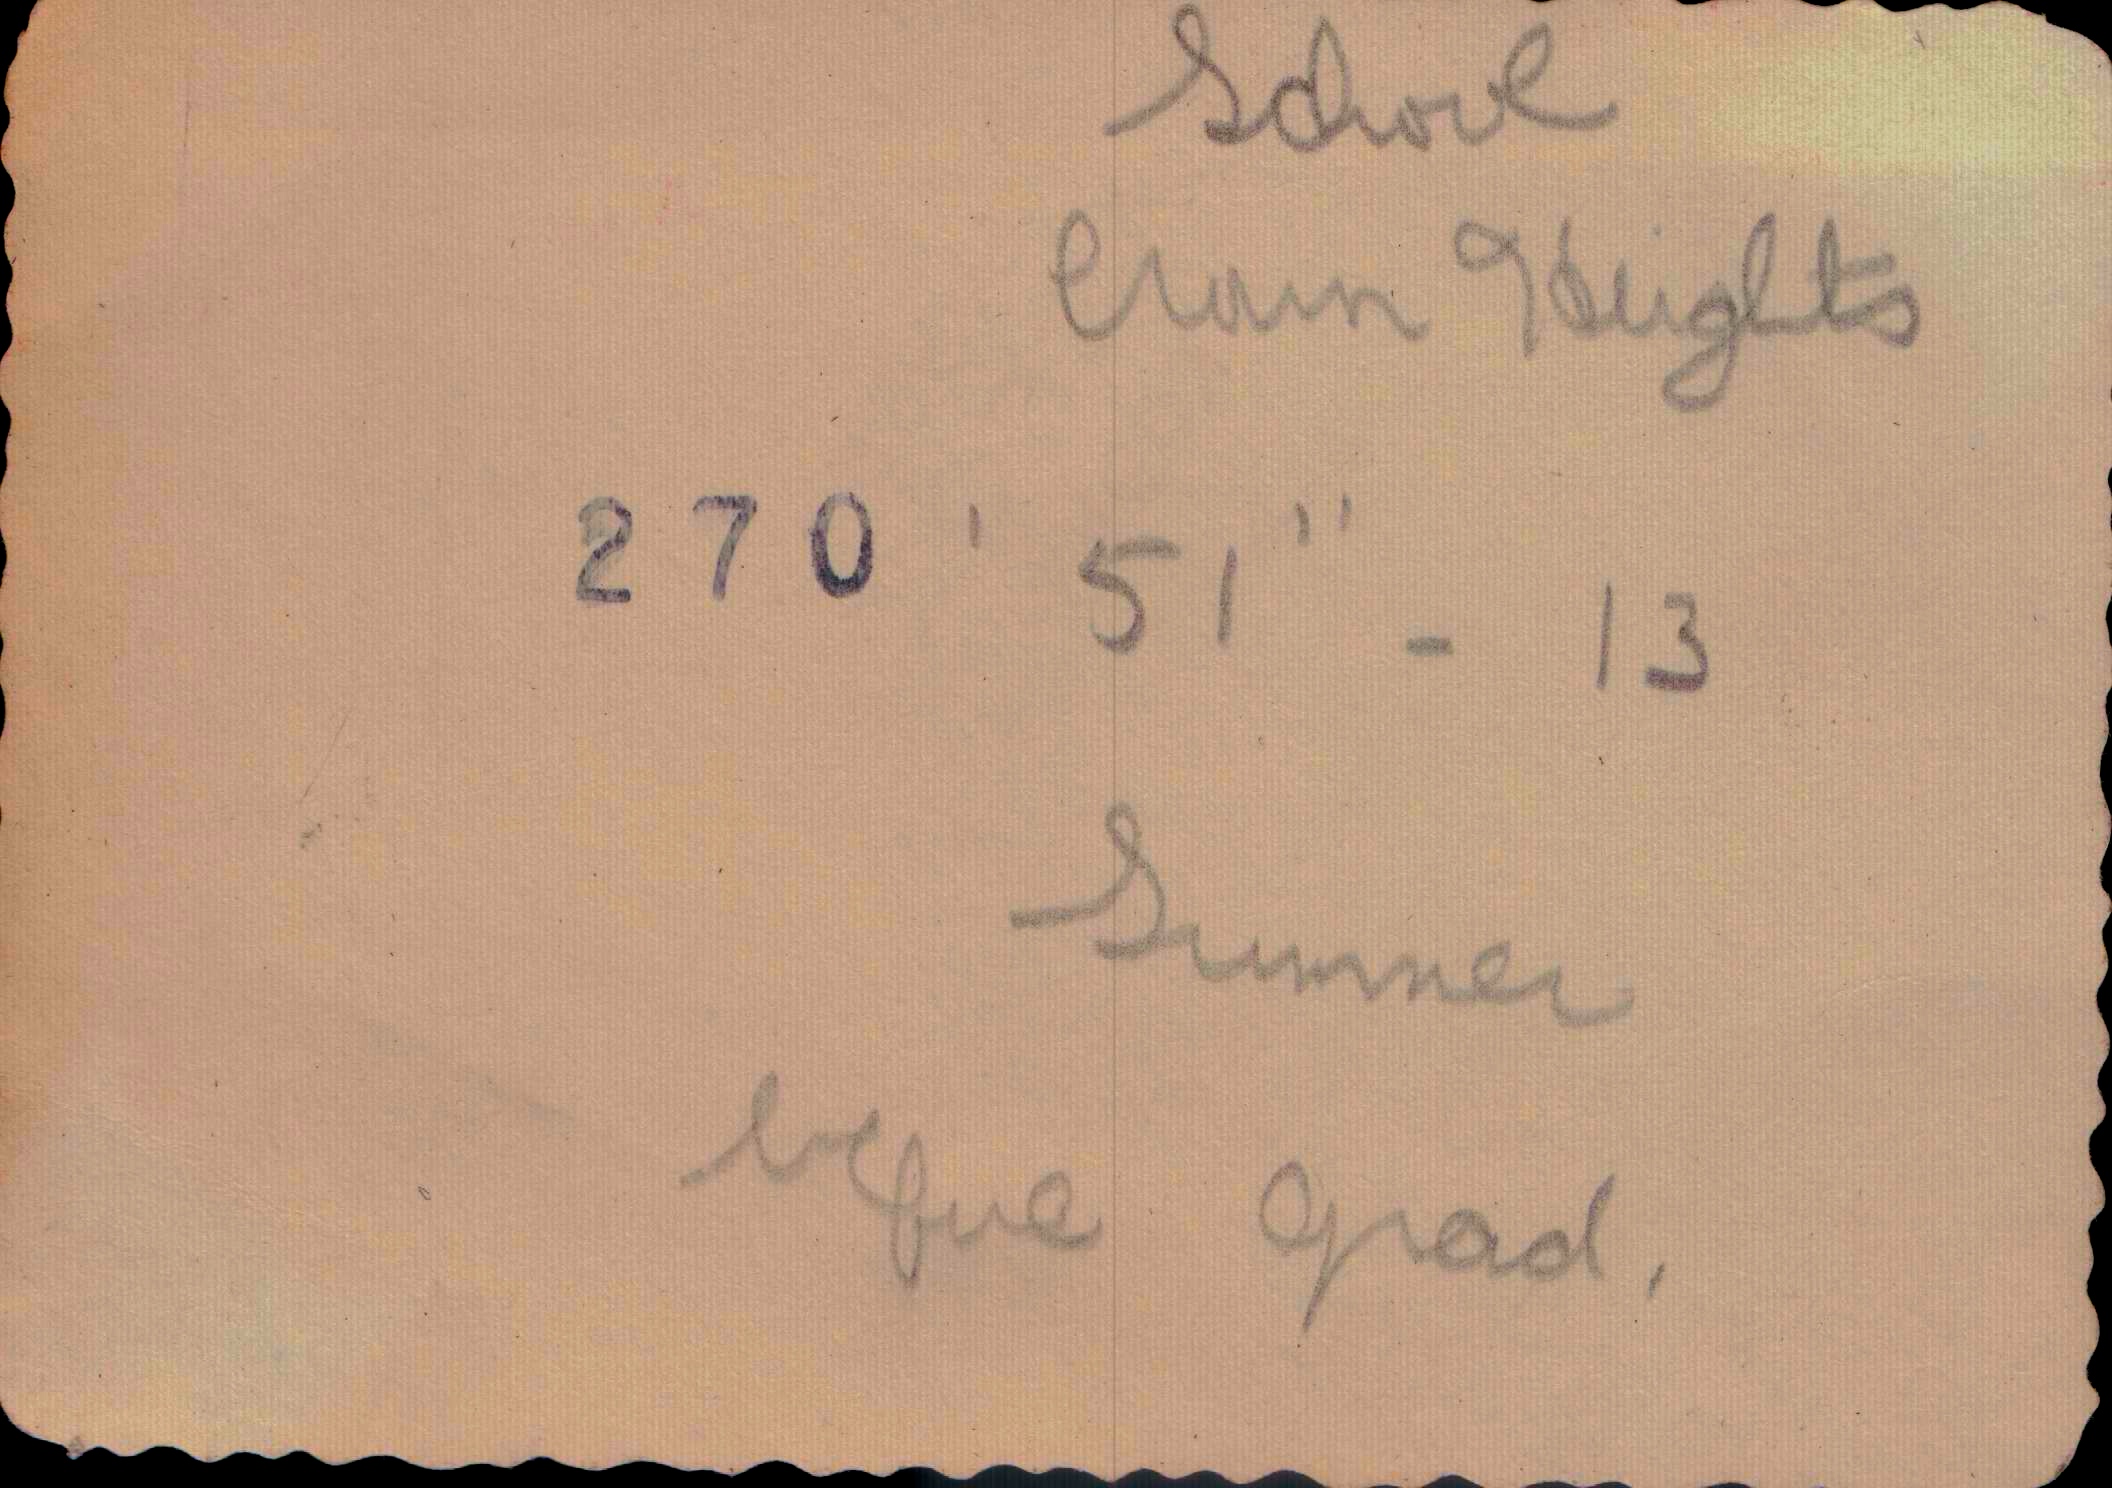 School
Crown Heights
270 ' 51 " - 13
Summer
before grad.